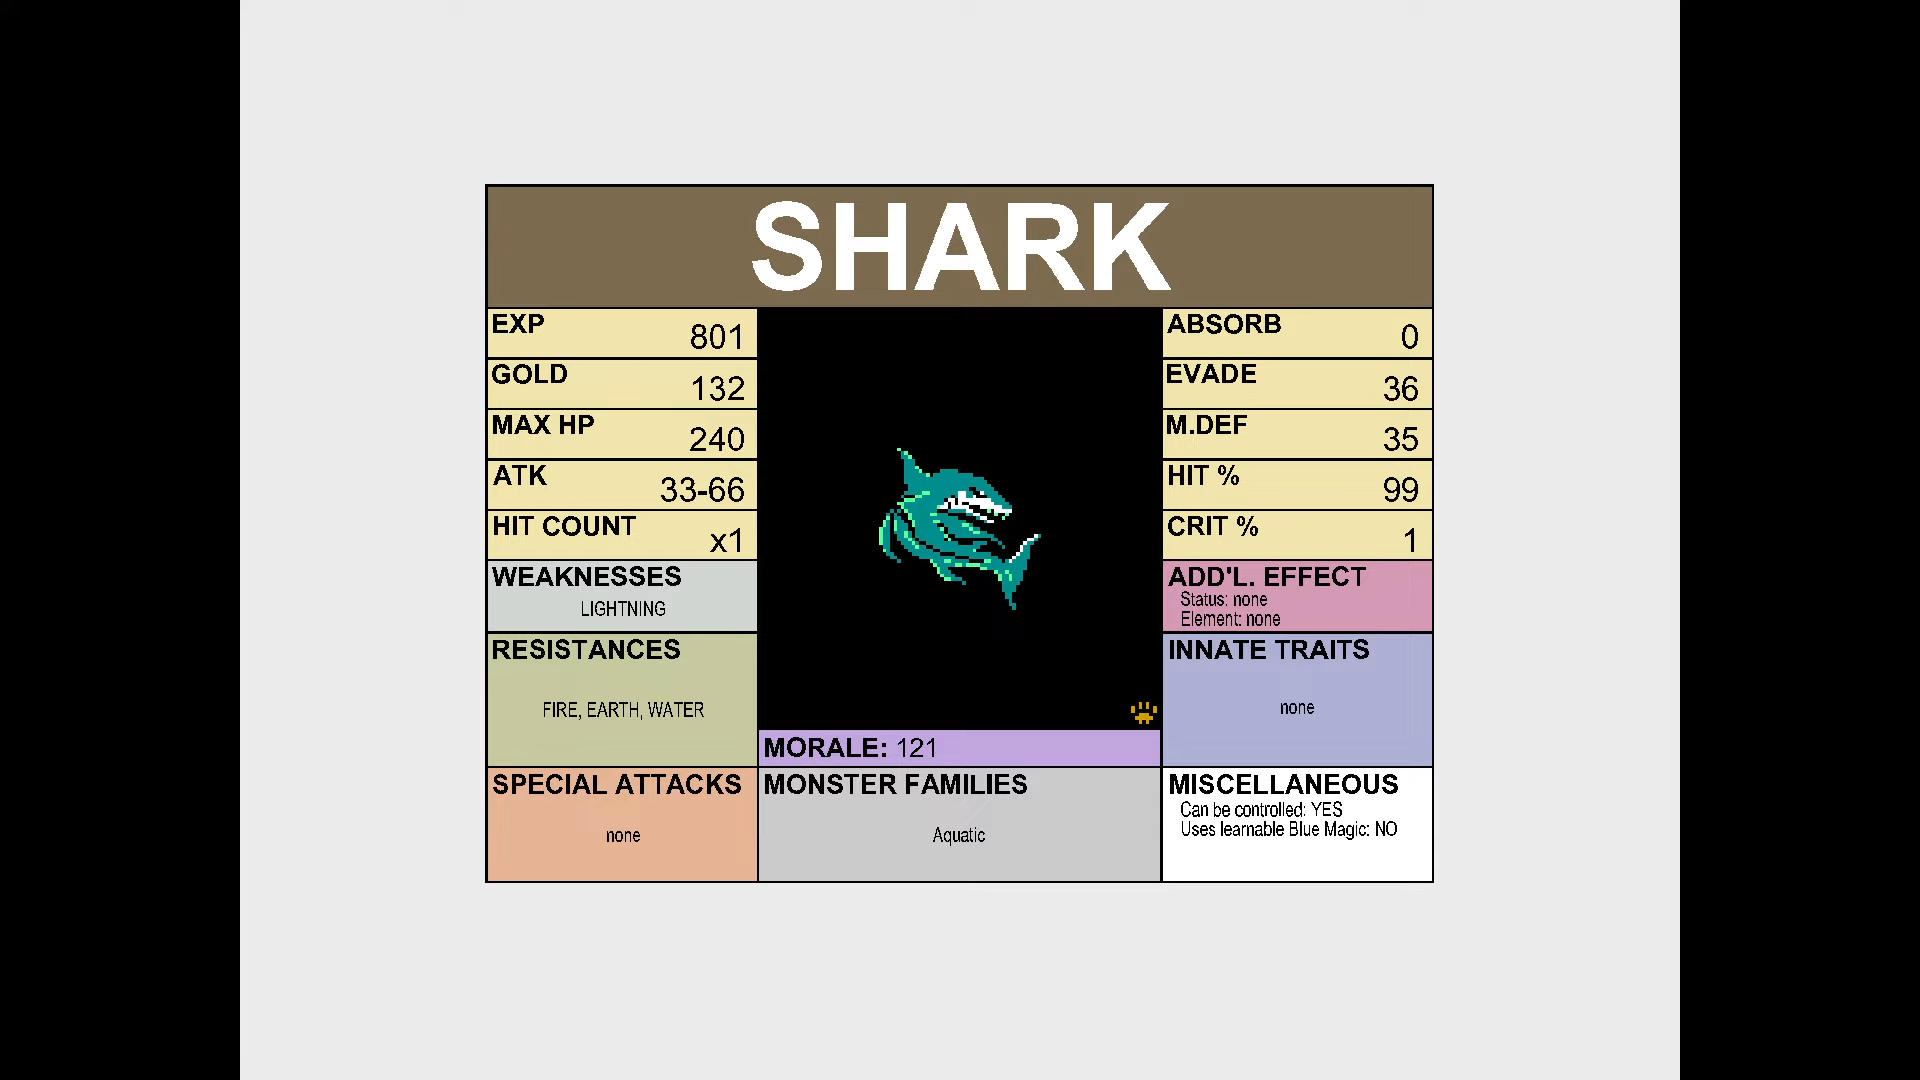 SHARK
EXP 801
GOLD 132
MAX HP 240
ATK 33-66
HIT COUNT x1
WEAKNESSES
LIGHTNING
RESISTANCES
FIRE, EARTH, WATER
SPECIAL ATTACKS
none
MORALE: 121
MONSTER FAMILIES
Aquatic
ABSORB 0
EVADE 36
M.DEF 35
HIT % 99
CRIT % 1
ADD'L. EFFECT
Status: none
Element: none
INNATE TRAITS
none
MISCELLANEOUS
Can be controlled: YES
Uses learnable Blue Magic: NO